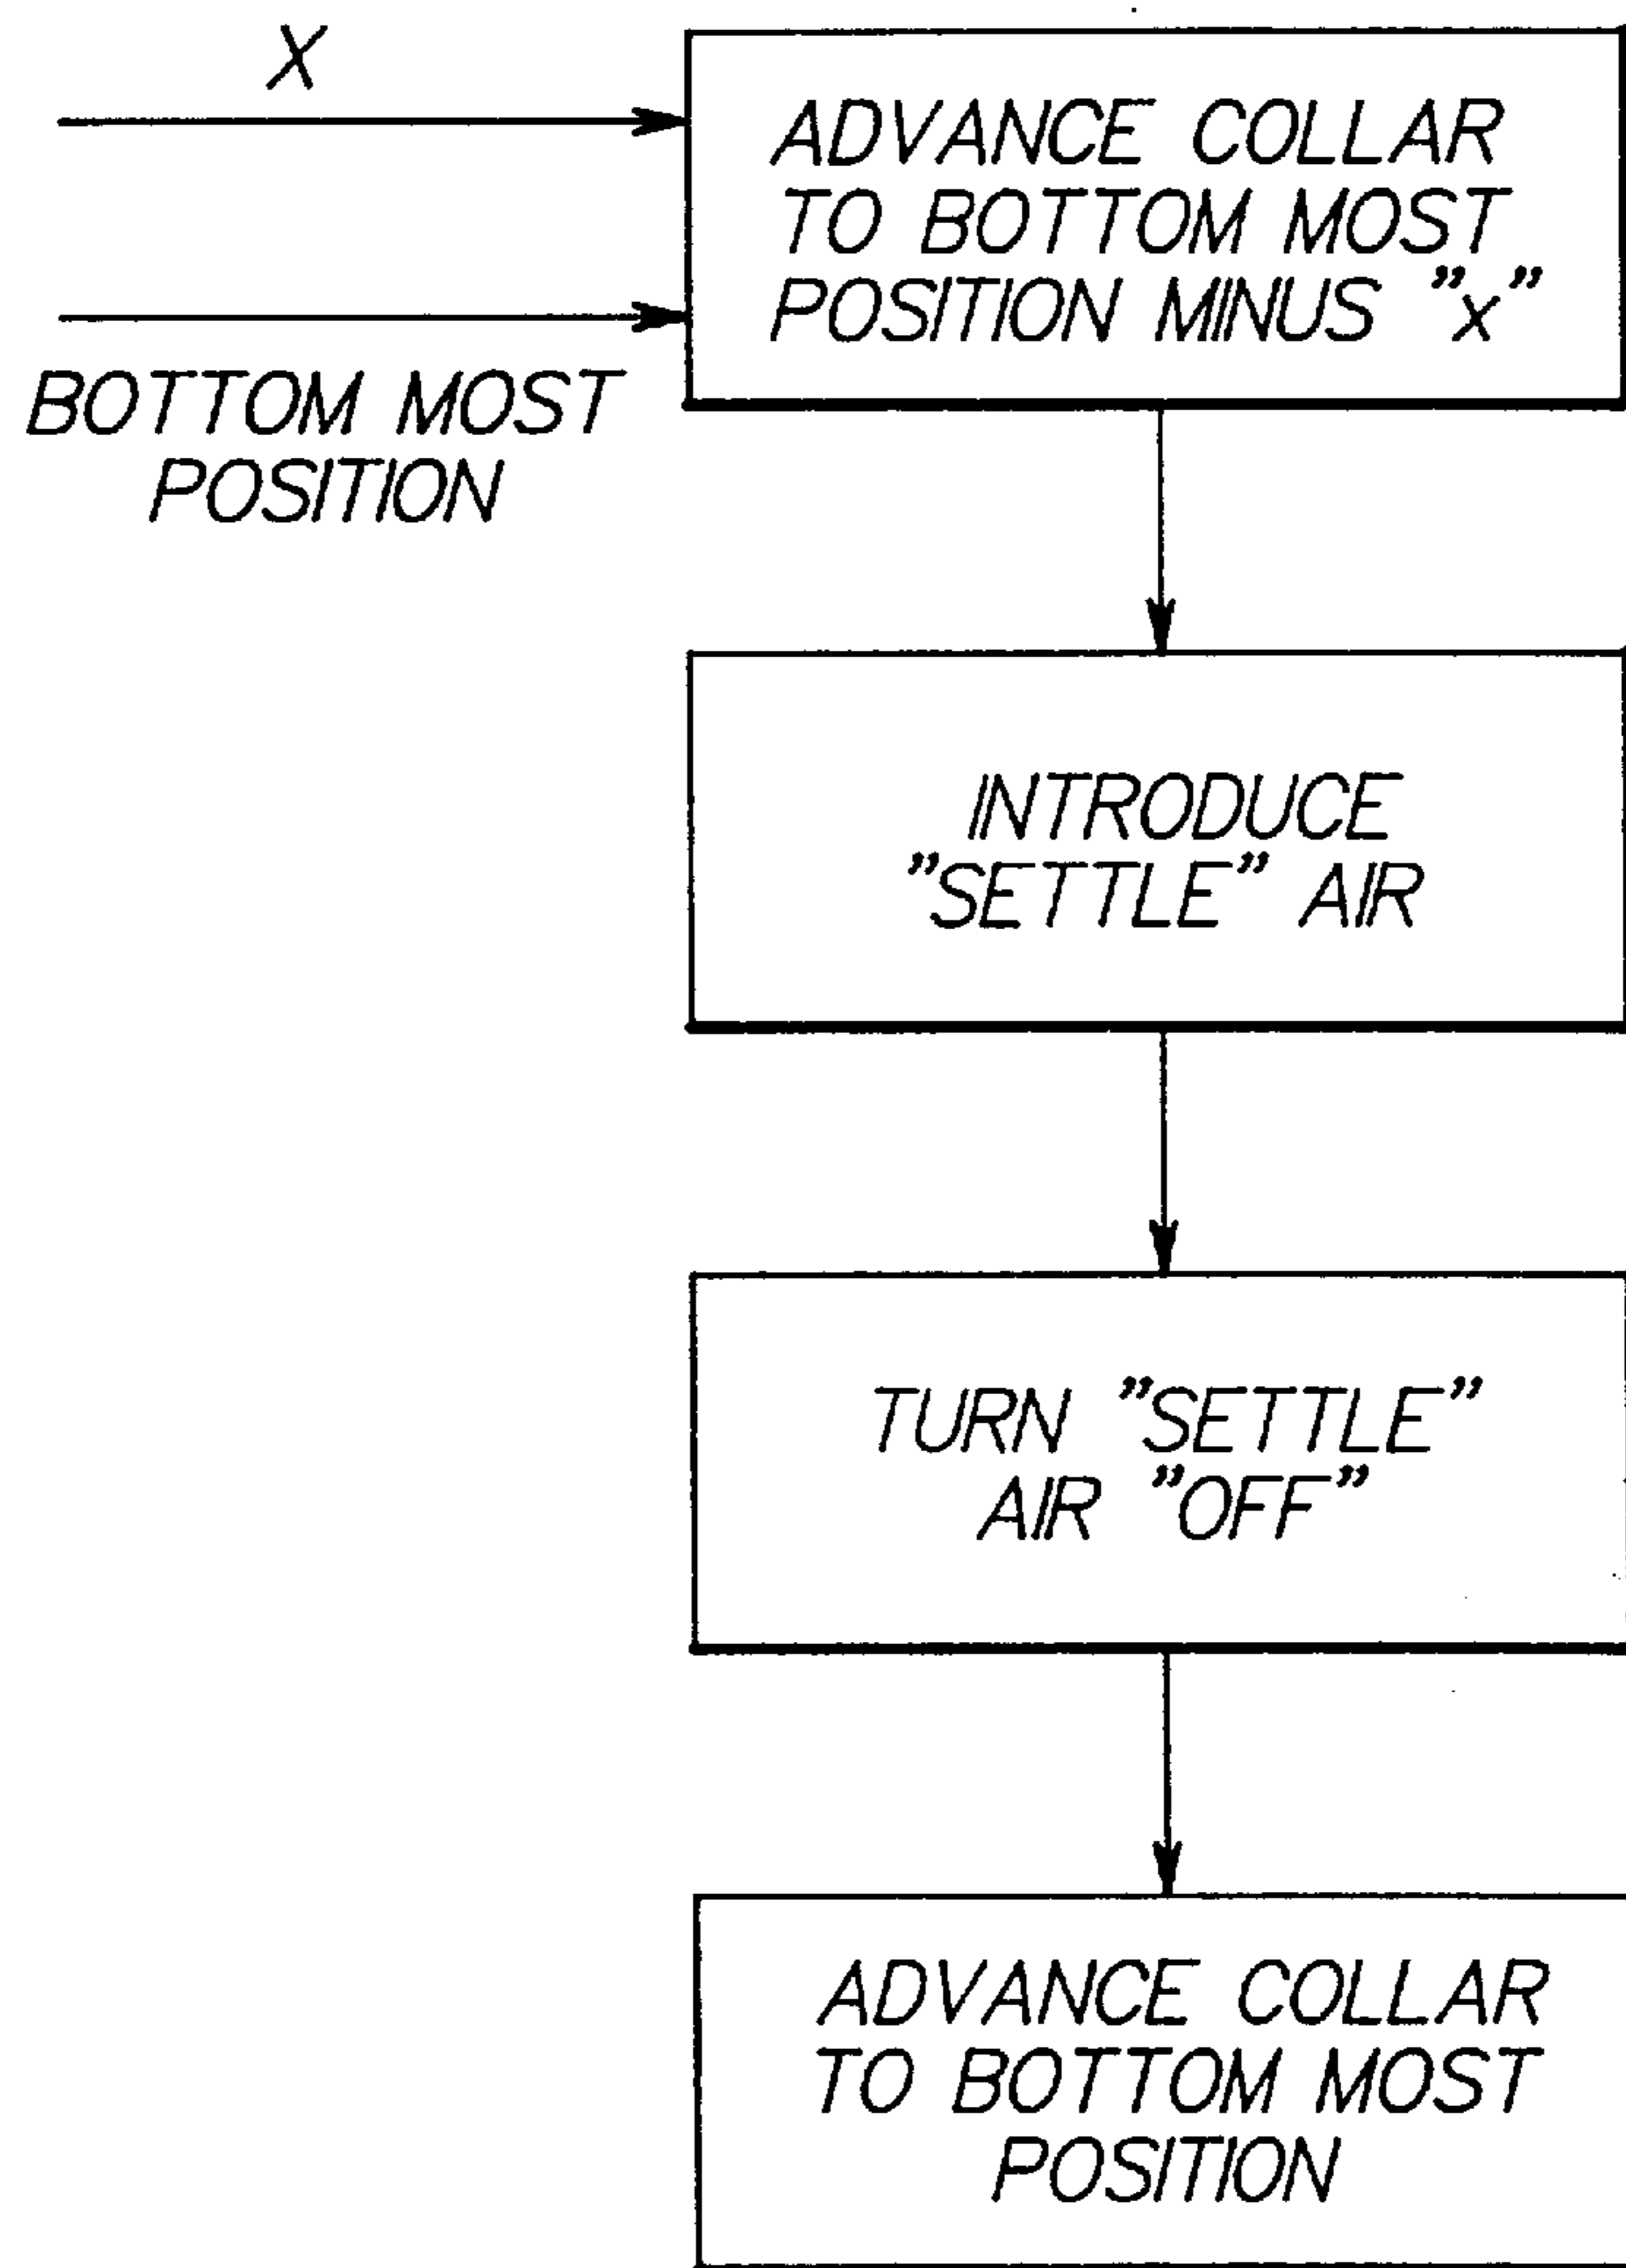 X
ADVANCE COLLAR
TO BOTTOM MOST
POSITION MINUS "x"
BOTTOM MOST
POSITION
INTRODUCE
"SETTLE" AIR
TURN "SETTLE"
AIR "OFF"
ADVANCE COLLAR
TO BOTTOM MOST
POSITION